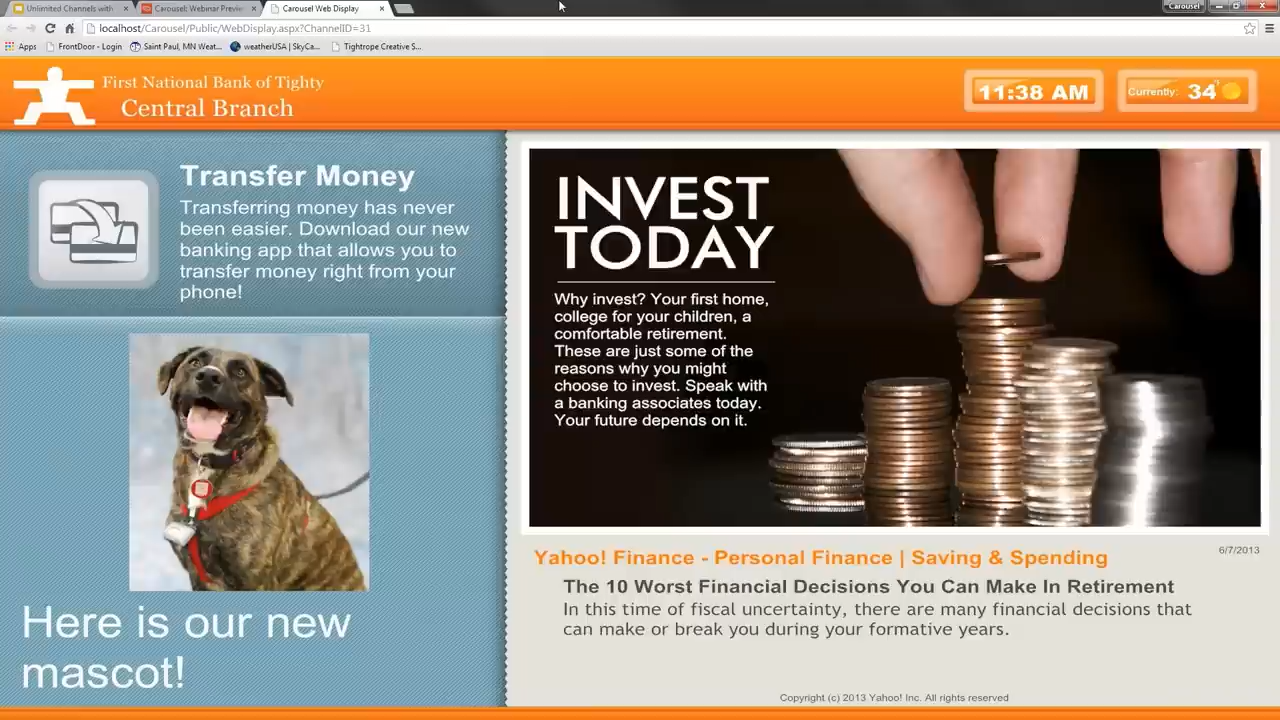 Unlimited Channels with
Carousel: Webinar Previe
Carousel Web Display
Carousel
localhost/Carousel/Public/WebDisplay.aspx?ChannelID=31
Apps
FrontDoor - Login
Saint Paul, MN Weat...
weatherUSA | SkyCa...
Tightrope Creative S...
First National Bank of Tighty
Central Branch
11:38 AM
Currently: 34°
Transfer Money
Transferring money has never
been easier. Download our new
banking app that allows you to
transfer money right from your
phone!
Here is our new
mascot!
INVEST
TODAY
Why invest? Your first home,
college for your children, a
comfortable retirement.
These are just some of the
reasons why you might
choose to invest. Speak with
a banking associates today.
Your future depends on it.
Yahoo! Finance - Personal Finance | Saving & Spending
6/7/2013
The 10 Worst Financial Decisions You Can Make In Retirement
In this time of fiscal uncertainty, there are many financial decisions that
can make or break you during your formative years.
Copyright (c) 2013 Yahoo! Inc. All rights reserved